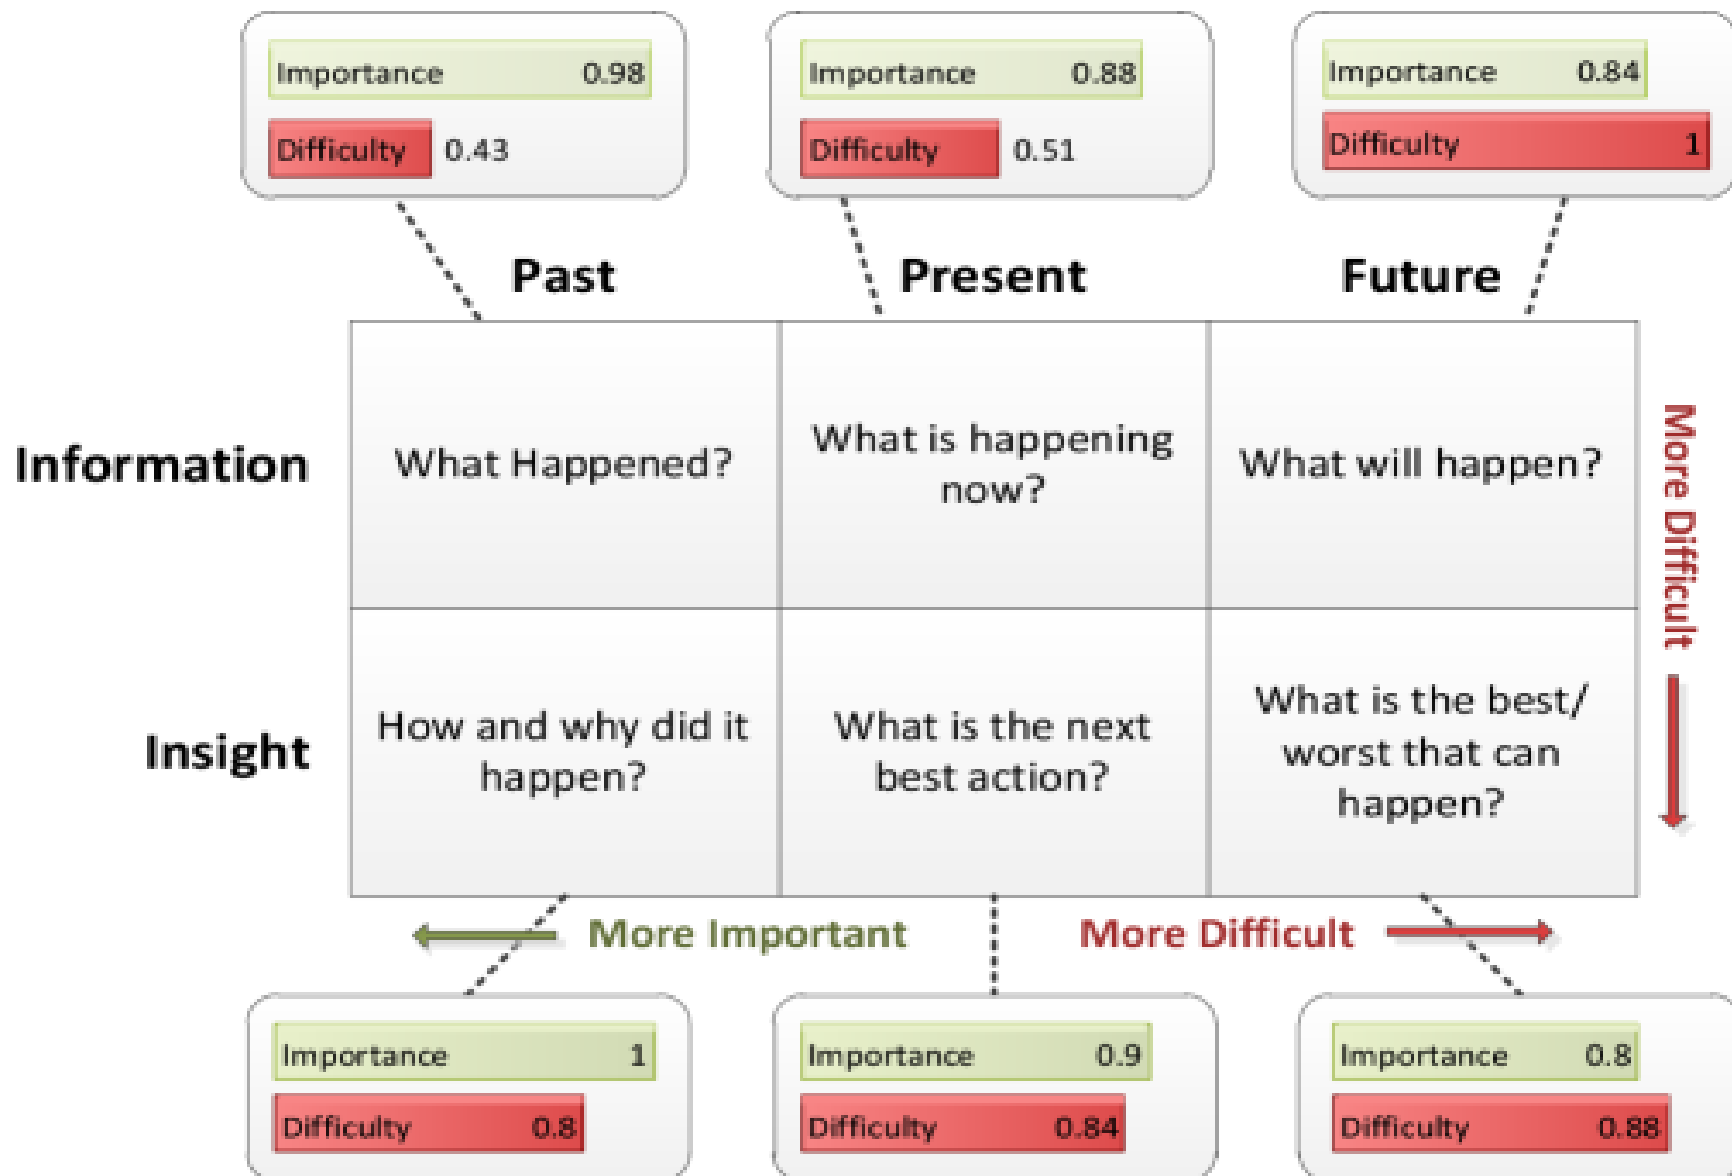 Importance 0.98
Difficulty 0.43
Importance 0.88
Difficulty 0.51
Importance 0.84
Difficulty 1
Past
Present
Future
Information
What Happened?
What is happening
now?
What will happen?
More Difficult
Insight
How and why did it
happen?
What is the next
best action?
What is the best/
worst that can
happen?
More Important
More Difficult
Importance 1
Difficulty 0.8
Importance 0.9
Difficulty 0.84
Importance 0.8
Difficulty 0.88